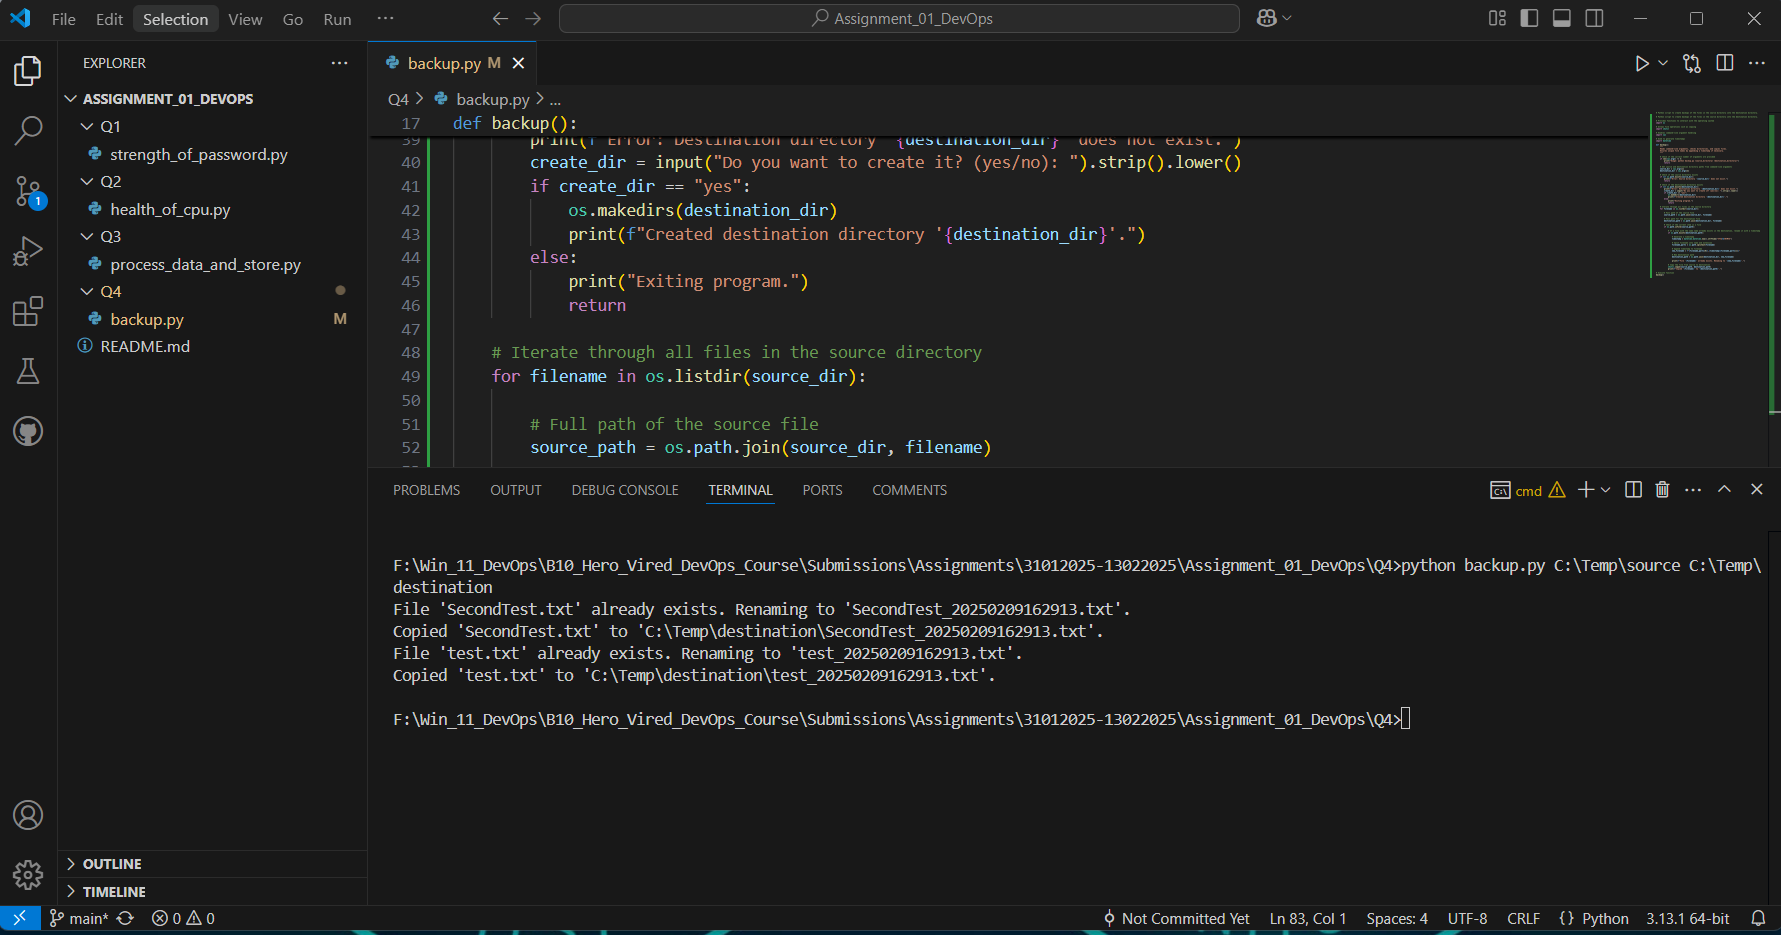 File Edit Selection View Go Run ··· Assignment_01_DevOps
EXPLORER
ASSIGNMENT_01_DEVOPS
Q1
strength_of_password.py
Q2
health_of_cpu.py
Q3
process_data_and_store.py
Q4
backup.py M
README.md
OUTLINE
TIMELINE
backup.py M
Q4 > backup.py > ...
17 def backup():
39 print(f"Error: Destination directory '{destination_dir}' does not exist.")
40 create_dir = input("Do you want to create it? (yes/no): ").strip().lower()
41 if create_dir == "yes":
42 os.makedirs(destination_dir)
43 print(f"Created destination directory '{destination_dir}'.")
44 else:
45 print("Exiting program.")
46 return
47
48 # Iterate through all files in the source directory
49 for filename in os.listdir(source_dir):
50
51 # Full path of the source file
52 source_path = os.path.join(source_dir, filename)
PROBLEMS OUTPUT DEBUG CONSOLE TERMINAL PORTS COMMENTS cmd
F:\Win_11_DevOps\B10_Hero_Vired_DevOps_Course\Submissions\Assignments\31012025-13022025\Assignment_01_DevOps\Q4>python backup.py C:\Temp\source C:\Temp\
destination
File 'SecondTest.txt' already exists. Renaming to 'SecondTest_20250209162913.txt'.
Copied 'SecondTest.txt' to 'C:\Temp\destination\SecondTest_20250209162913.txt'.
File 'test.txt' already exists. Renaming to 'test_20250209162913.txt'.
Copied 'test.txt' to 'C:\Temp\destination\test_20250209162913.txt'.
F:\Win_11_DevOps\B10_Hero_Vired_DevOps_Course\Submissions\Assignments\31012025-13022025\Assignment_01_DevOps\Q4>
1
main* 0 0 Not Committed Yet Ln 83, Col 1 Spaces: 4 UTF-8 CRLF {} Python 3.13.1 64-bit